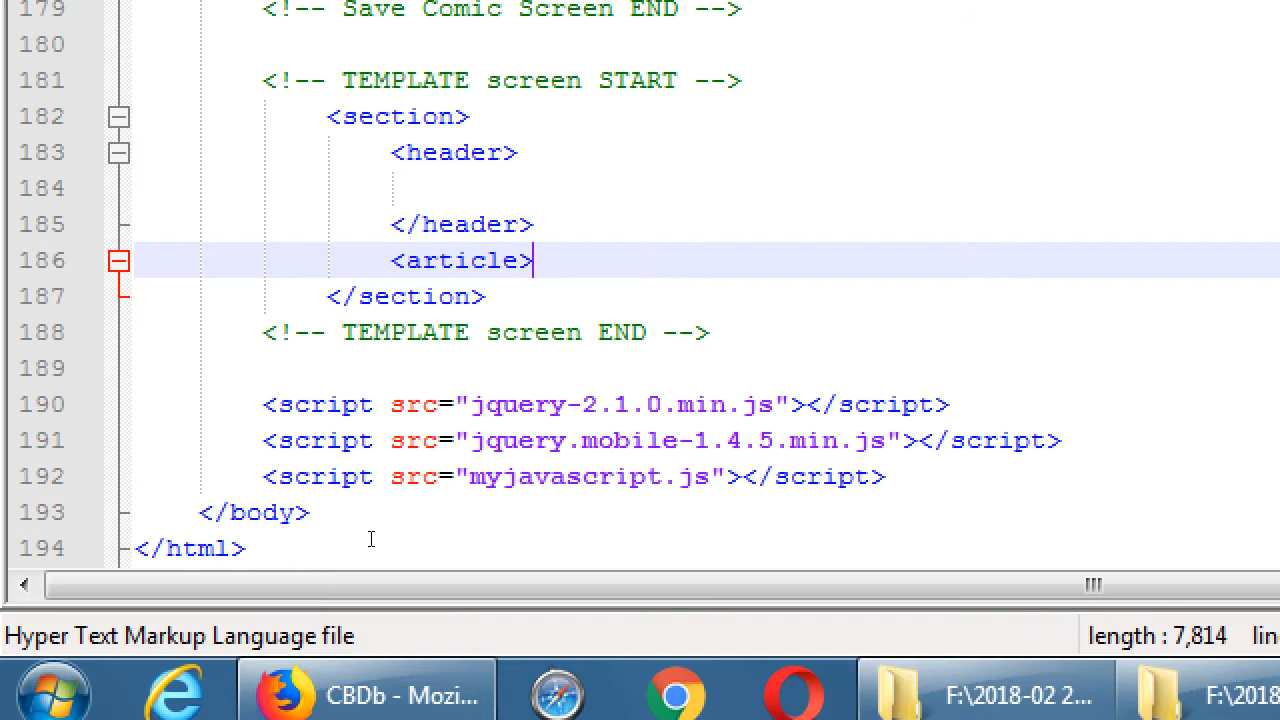 179 <!-- Save Comic Screen END -->
180
181 <!-- TEMPLATE screen START -->
182 <section>
183 <header>
184
185 </header>
186 <article>
187 </section>
188 <!-- TEMPLATE screen END -->
189
190 <script src="jquery-2.1.0.min.js"></script>
191 <script src="jquery.mobile-1.4.5.min.js"></script>
192 <script src="myjavascript.js"></script>
193 </body>
194 </html>
Hyper Text Markup Language file length : 7,814 lin
CBDb - Mozi... F:\2018-02 2... F:\2018